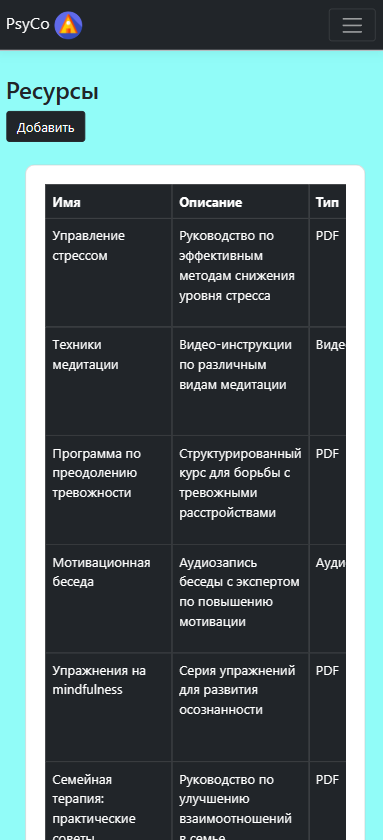 PsyCo
Ресурсы
Добавить
Имя Описание Тип
Управление
стрессом
Руководство по
эффективным
методам снижения
уровня стресса
PDF
Техники
медитации
Видео-инструкции
по различным
видам медитации
Виде
Программа по
преодолению
тревожности
Структурированный
курс для борьбы с
тревожными
расстройствами
PDF
Мотивационная
беседа
Аудиозапись
беседы с экспертом
по повышению
мотивации
Аудио
Упражнения на
mindfulness
Серия упражнений
для развития
осознанности
PDF
Семейная
терапия:
практические
советы
Руководство по
улучшению
взаимоотношений
в семье
PDF